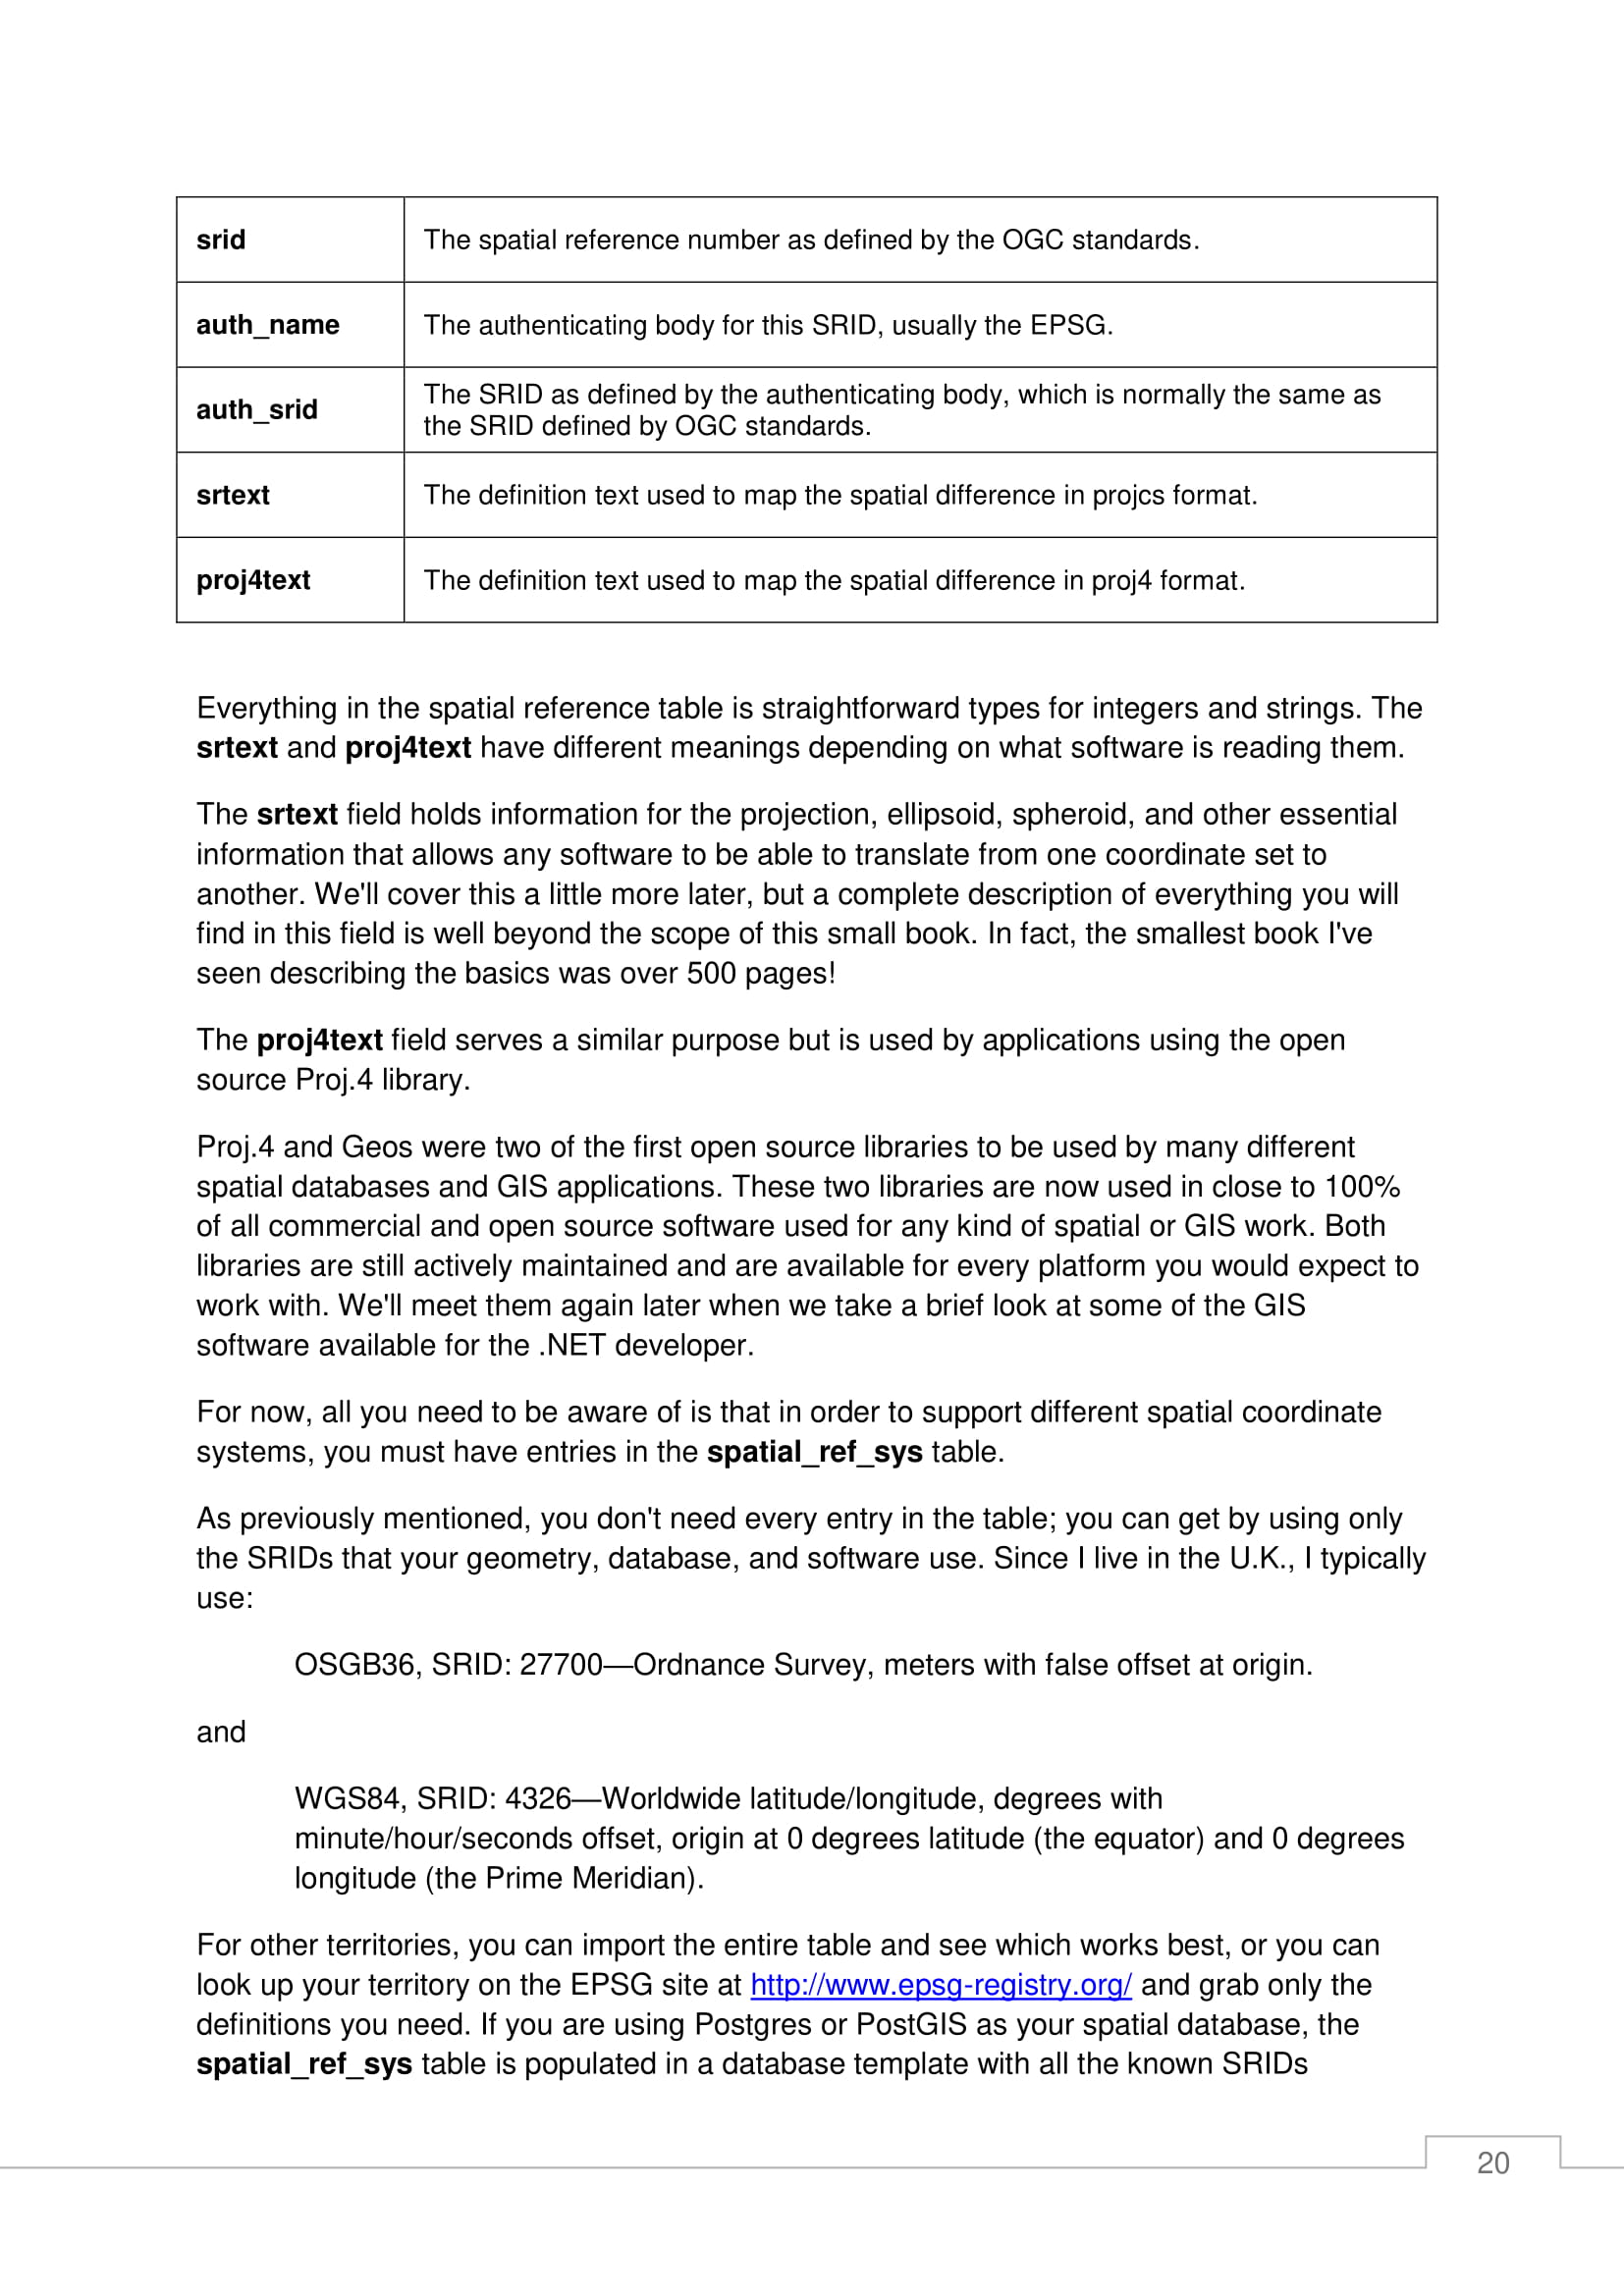 srid
The spatial reference number as defined by the OGC standards.
auth_name
The authenticating body for this SRID, usually the EPSG.
auth_srid
The SRID as defined by the authenticating body, which is normally the same as
the SRID defined by OGC standards.
srtext
The definition text used to map the spatial difference in projcs format.
proj4text
The definition text used to map the spatial difference in proj4 format.
Everything in the spatial reference table is straightforward types for integers and strings. The
srtext and proj4text have different meanings depending on what software is reading them.
The srtext field holds information for the projection, ellipsoid, spheroid, and other essential
information that allows any software to be able to translate from one coordinate set to
another. We'll cover this a little more later, but a complete description of everything you will
find in this field is well beyond the scope of this small book. In fact, the smallest book I've
seen describing the basics was over 500 pages!
The proj4text field serves a similar purpose but is used by applications using the open
source Proj.4 library.
Proj.4 and Geos were two of the first open source libraries to be used by many different
spatial databases and GIS applications. These two libraries are now used in close to 100%
of all commercial and open source software used for any kind of spatial or GIS work. Both
libraries are still actively maintained and are available for every platform you would expect to
work with. We'll meet them again later when we take a brief look at some of the GIS
software available for the .NET developer.
For now, all you need to be aware of is that in order to support different spatial coordinate
systems, you must have entries in the spatial_ref_sys table.
As previously mentioned, you don't need every entry in the table; you can get by using only
the SRIDs that your geometry, database, and software use. Since I live in the U.K., I typically
use:
OSGB36, SRID: 27700—Ordnance Survey, meters with false offset at origin.
and
WGS84, SRID: 4326—Worldwide latitude/longitude, degrees with
minute/hour/seconds offset, origin at 0 degrees latitude (the equator) and 0 degrees
longitude (the Prime Meridian).
For other territories, you can import the entire table and see which works best, or you can
look up your territory on the EPSG site at http://www.epsg-registry.org/ and grab only the
definitions you need. If you are using Postgres or PostGIS as your spatial database, the
spatial_ref_sys table is populated in a database template with all the known SRIDs
20